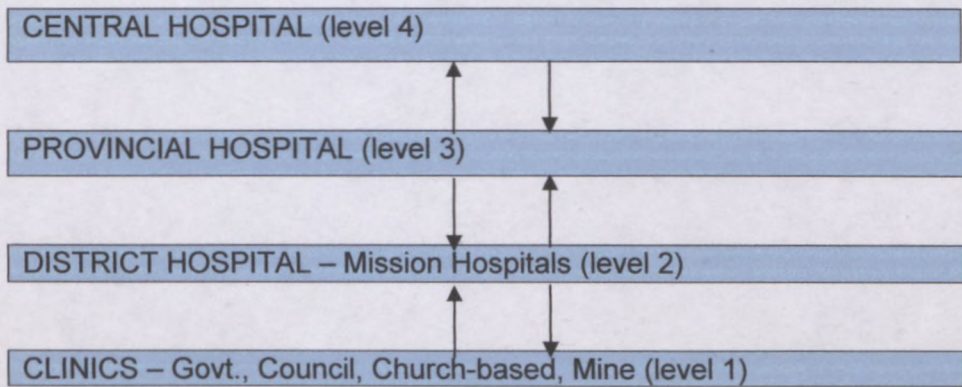 CENTRAL HOSPITAL (level 4)
PROVINCIAL HOSPITAL (level 3)
DISTRICT HOSPITAL – Mission Hospitals (level 2)
CLINICS – Govt., Council, Church-based, Mine (level 1)